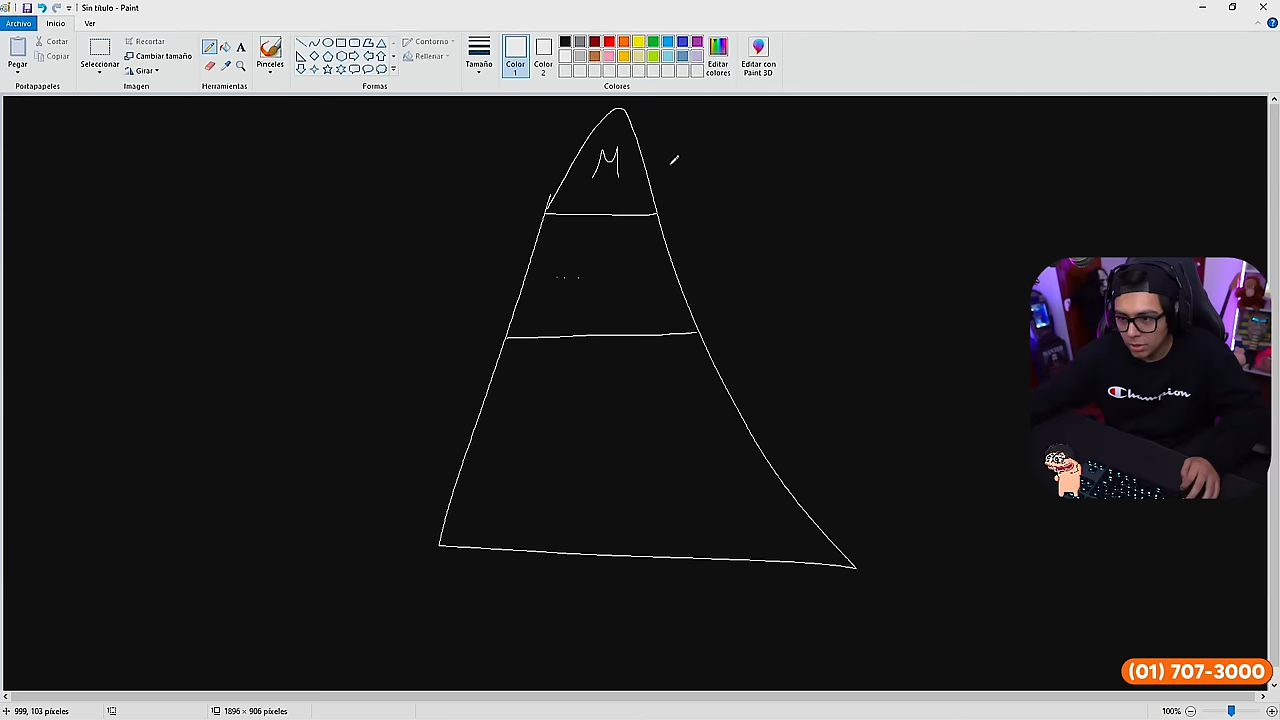 Sin título - Paint
Archivo Inicio Ver
Pegar
Cortar
Copiar
Portapapeles
Seleccionar
Recortar
Cambiar tamaño
Girar
Imagen
A
Herramientas
Pinceles
Contorno
Rellenar
Formas
Tamaño
Color 1
Color 2
Editar colores
Colores
Editar con Paint 3D
M
Champion
(01) 707-3000
999, 103 píxeles
1896 × 906 píxeles
100%